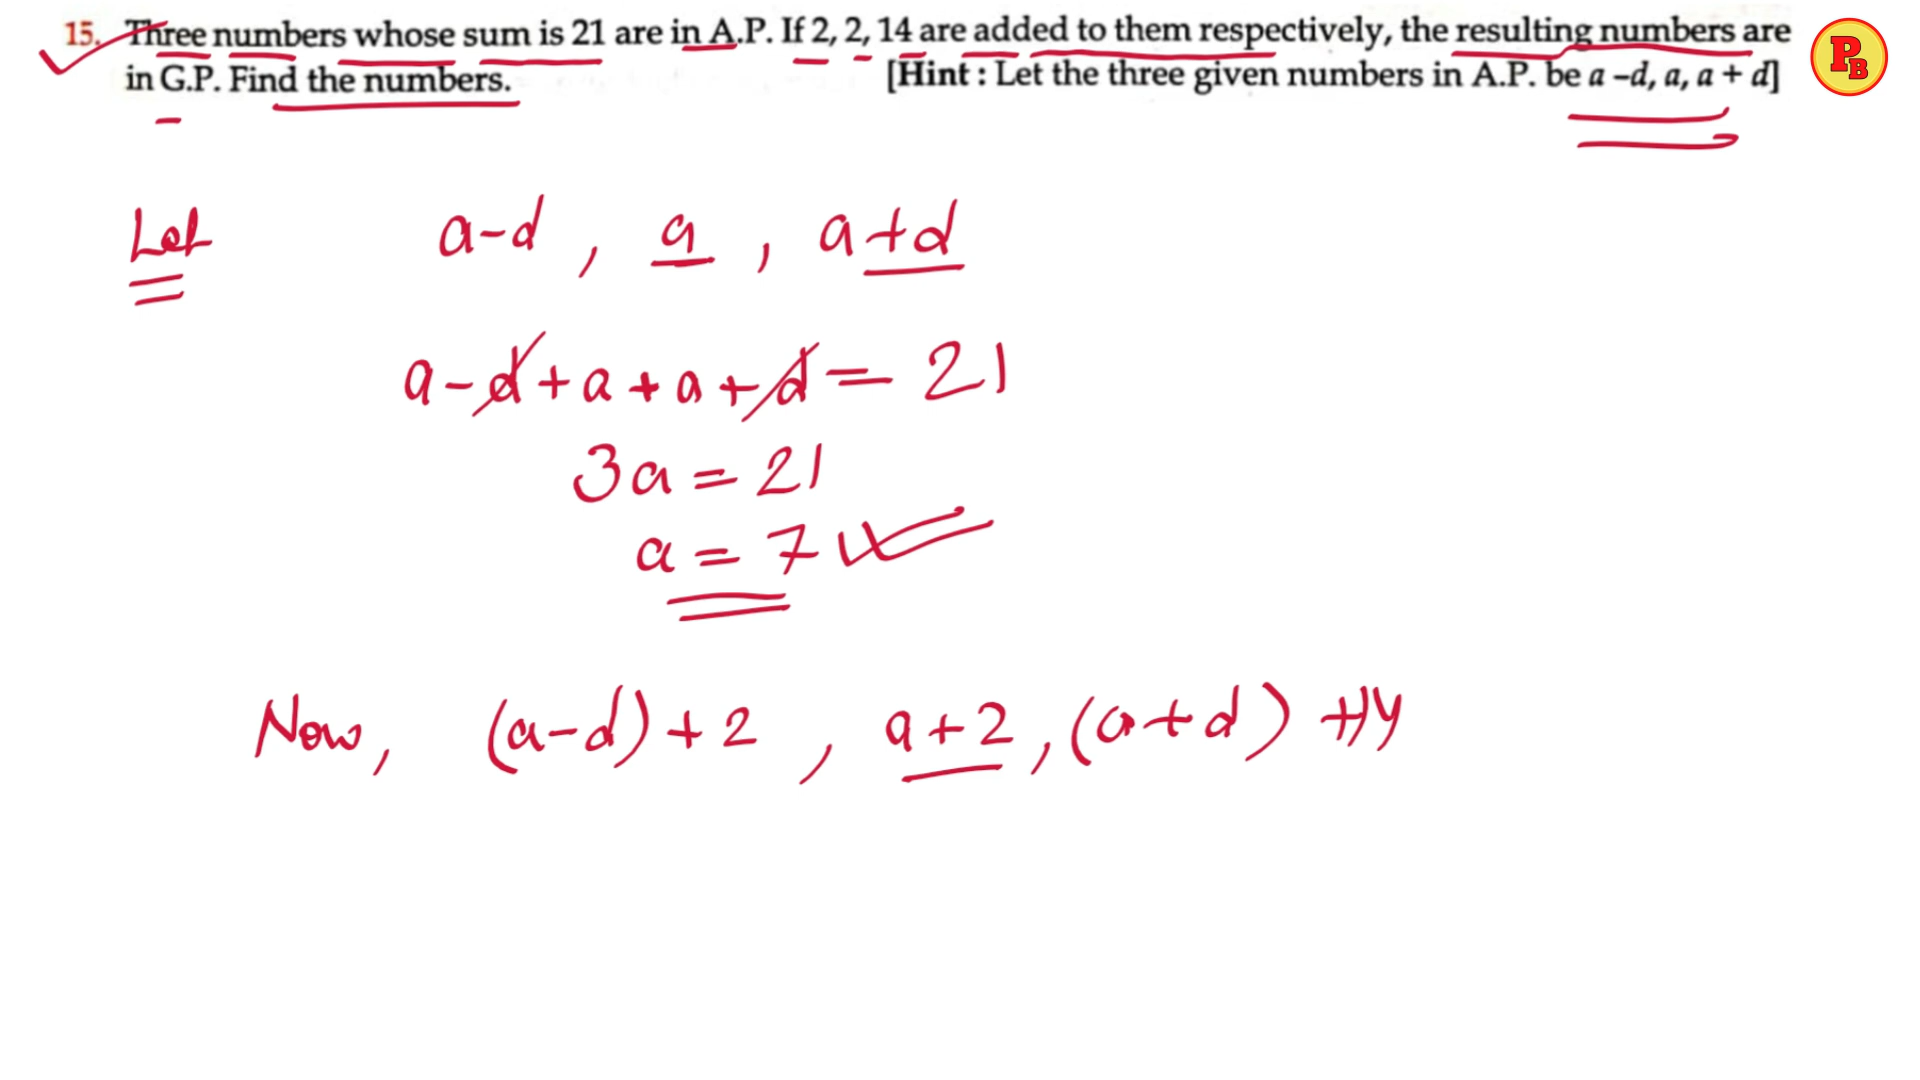 15. Three numbers whose sum is 21 are in A.P. If 2, 2, 14 are added to them respectively, the resulting numbers are
in G.P. Find the numbers. [Hint : Let the three given numbers in A.P. be a –d, a, a + d]
PB
Let a-d , a , a+d
a-d+a+a+d = 21
3a = 21
a = 7
Now, (a-d)+2 , a+2 , (a+d) +14